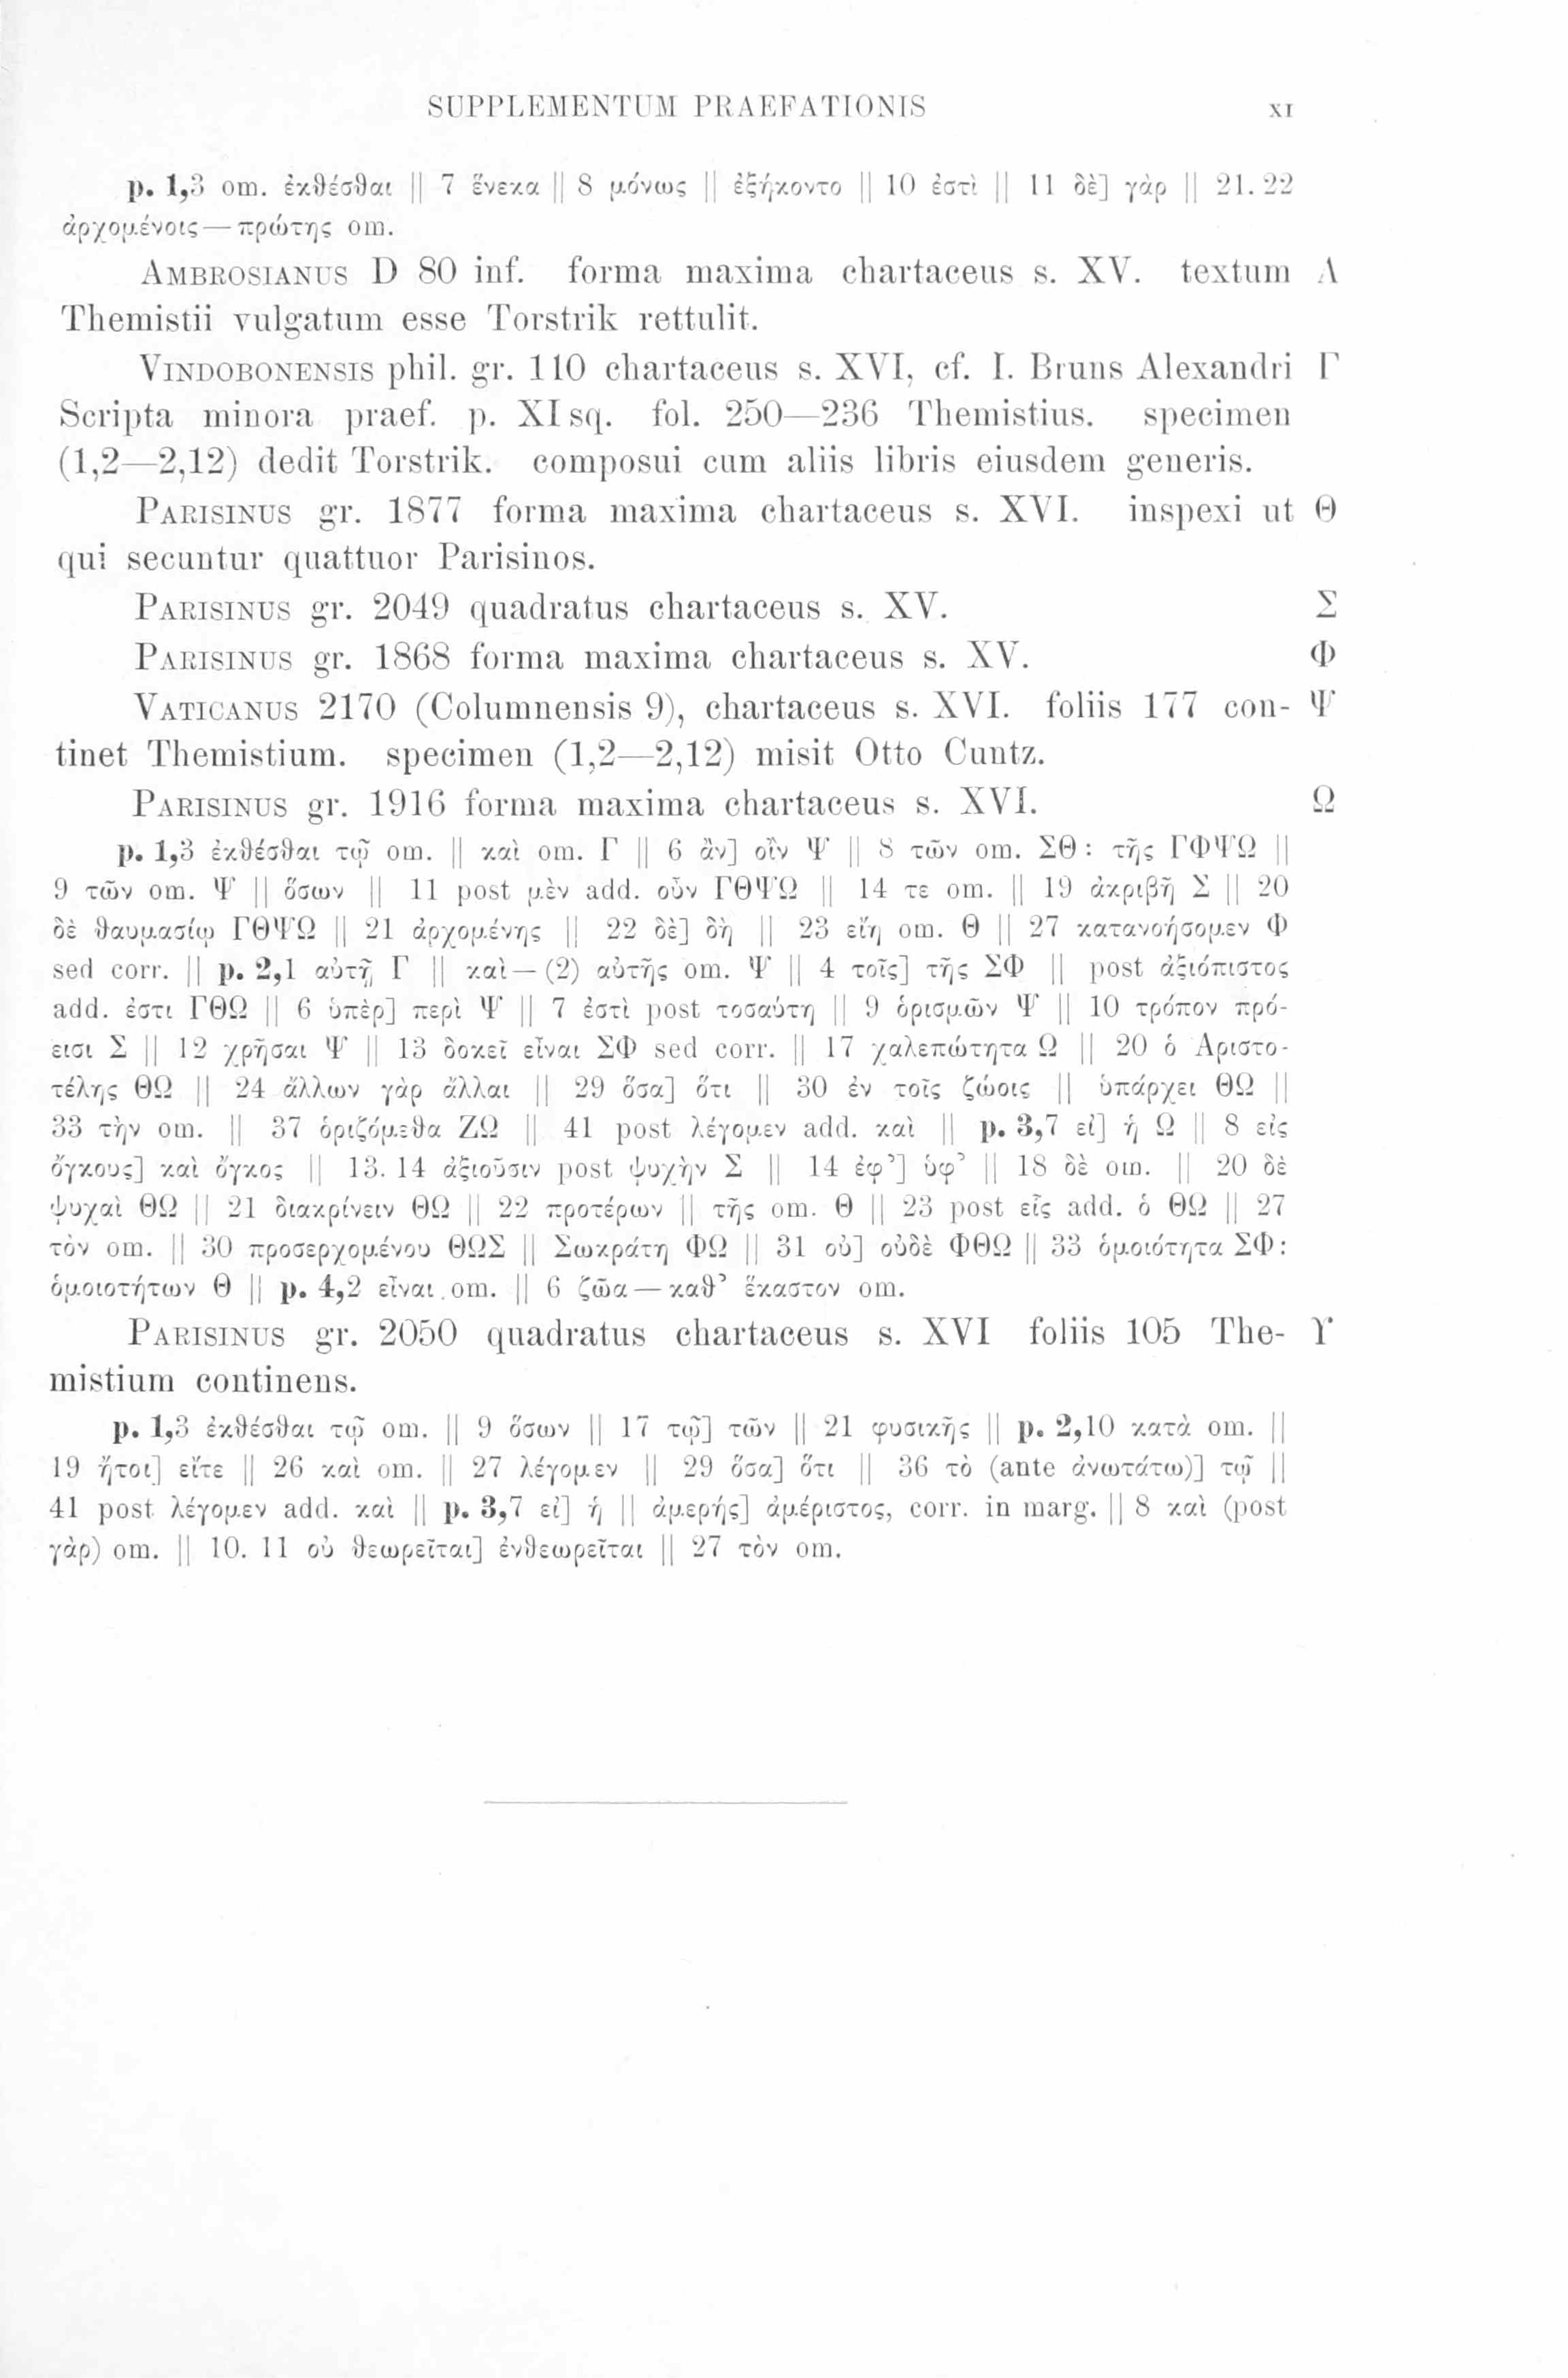 SUPPLEMENTUM PRAEFATIONIS XI
p. 1,3 om. ἐκθέσθαι || 7 ἕνεκα || 8 μόνως || ἐξήκοντο || 10 ἐστὶ || 11 δὲ] γὰρ || 21. 22
ἀρχομένοις — πρώτης om.
AMBROSIANUS D 80 inf. forma maxima chartaceus s. XV. textum Λ
Themistii vulgatum esse Torstrik rettulit.
VINDOBONENSIS phil. gr. 110 chartaceus s. XVI, cf. I. Bruns Alexandri Γ
Scripta minora praef. p. XI sq. fol. 250—236 Themistius. specimen
(1,2—2,12) dedit Torstrik. composui cum aliis libris eiusdem generis.
PARISINUS gr. 1877 forma maxima chartaceus s. XVI. inspexi ut Θ
qui secuntur quattuor Parisinos.
PARISINUS gr. 2049 quadratus chartaceus s. XV. Σ
PARISINUS gr. 1868 forma maxima chartaceus s. XV. Φ
VATICANUS 2170 (Columnensis 9), chartaceus s. XVI. foliis 177 con- Ψ
tinet Themistium. specimen (1,2—2,12) misit Otto Cuntz.
PARISINUS gr. 1916 forma maxima chartaceus s. XVI. Ω
p. 1,3 ἐκθέσθαι τῷ om. || καὶ om. Γ || 6 ἂν] οἷν Ψ || 8 τῶν om. ΣΘ: τῆς ΓΦΨΩ ||
9 τῶν om. Ψ || ὅσων || 11 post μὲν add. οὖν ΓΘΨΩ || 14 τε om. || 19 ἀκριβῆ Σ || 20
δὲ θαυμασίῳ ΓΘΨΩ || 21 ἀρχομένης || 22 δὲ] δὴ || 23 εἴη om. Θ || 27 κατανοήσομεν Φ
sed corr. || p. 2,1 αὐτῇ Γ || καὶ — (2) αὐτῆς om. Ψ || 4 τοῖς] τῆς ΣΦ || post ἀξιόπιστος
add. ἐστι ΓΘΩ || 6 ὑπὲρ] περὶ Ψ || 7 ἐστὶ post τοσαύτη || 9 ὁρισμῶν Ψ || 10 τρόπον πρό-
εισι Σ || 12 χρῆσαι Ψ || 13 δοκεῖ εἶναι ΣΦ sed corr. || 17 χαλεπώτητα Ω || 20 ὁ Ἀριστο-
τέλης ΘΩ || 24 ἄλλων γὰρ ἄλλαι || 29 ὅσα] ὅτι || 30 ἐν τοῖς ζώοις || ὑπάρχει ΘΩ ||
33 τὴν om. || 37 ὁριζόμεθα ΖΩ || 41 post λέγομεν add. καὶ || p. 3,7 εἰ] ἡ Ω || 8 εἰς
ὄγκους] καὶ ὄγκος || 13. 14 ἀξιοῦσιν post ψυχὴν Σ || 14 ἐφ’] ὑφ’ || 18 δὲ om. || 20 δὲ
ψυχαὶ ΘΩ || 21 διακρίνειν ΘΩ || 22 προτέρων || τῆς om. Θ || 23 post εἷς add. ὁ ΘΩ || 27
τὸν om. || 30 προσερχομένου ΘΩΣ || Σωκράτη ΦΩ || 31 οὐ] οὐδὲ ΦΘΩ || 33 ὁμοιότητα ΣΦ:
ὁμοιοτήτων Θ || p. 4,2 εἶναι om. || 6 ζῶα — καθ’ ἕκαστον om.
PARISINUS gr. 2050 quadratus chartaceus s. XVI foliis 105 The- ϒ
mistium continens.
p. 1,3 ἐκθέσθαι τῷ om. || 9 ὅσων || 17 τῷ] τῶν || 21 φυσικῆς || p. 2,10 κατὰ om. ||
19 ἤτοι] εἴτε || 26 καὶ om. || 27 λέγομεν || 29 ὅσα] ὅτι || 36 τὸ (ante ἀνωτάτω)] τῷ ||
41 post λέγομεν add. καὶ || p. 3,7 εἰ] ἡ || ἀμερής] ἀμέριστος, corr. in marg. || 8 καὶ (post
γὰρ) om. || 10. 11 οὐ θεωρεῖται] ἐνθεωρεῖται || 27 τὸν om.